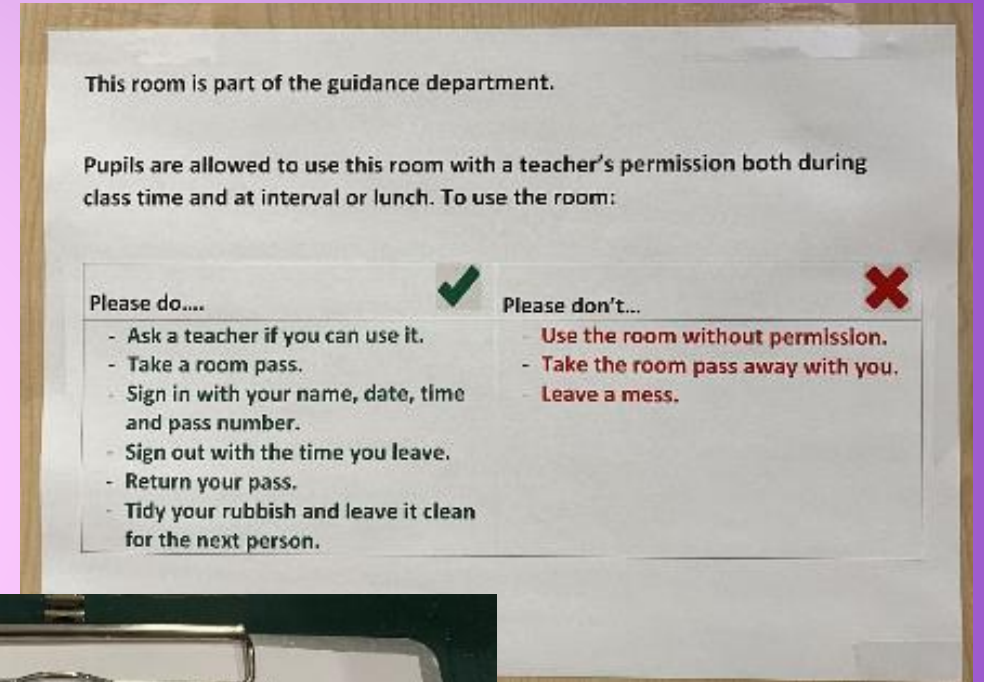 This room is part of the guidance department.
Pupils are allowed to use this room with a teacher's permission both during
class time and at interval or lunch. To use the room:
Please do....
- Ask a teacher if you can use it.
- Take a room pass.
- Sign in with your name, date, time
and pass number.
- Sign out with the time you leave.
- Return your pass.
- Tidy your rubbish and leave it clean
for the next person.
Please don't...
- Use the room without permission.
- Take the room pass away with you.
- Leave a mess.